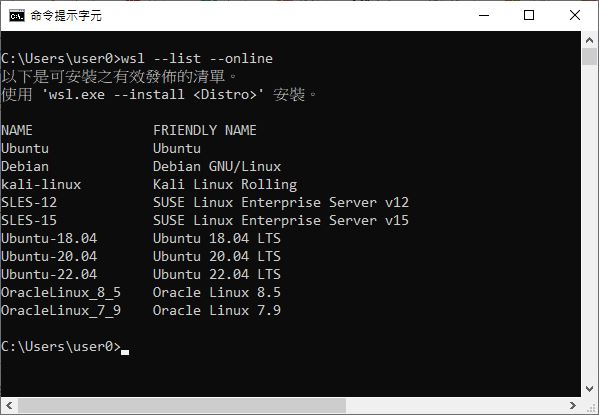 命令提示字元
C:\Users\user0>wsl --list --online
以下是可安裝之有效發佈的清單。
使用 'wsl.exe --install <Distro>' 安裝。
NAME FRIENDLY NAME
Ubuntu Ubuntu
Debian Debian GNU/Linux
kali-linux Kali Linux Rolling
SLES-12 SUSE Linux Enterprise Server v12
SLES-15 SUSE Linux Enterprise Server v15
Ubuntu-18.04 Ubuntu 18.04 LTS
Ubuntu-20.04 Ubuntu 20.04 LTS
Ubuntu-22.04 Ubuntu 22.04 LTS
OracleLinux_8_5 Oracle Linux 8.5
OracleLinux_7_9 Oracle Linux 7.9
C:\Users\user0>